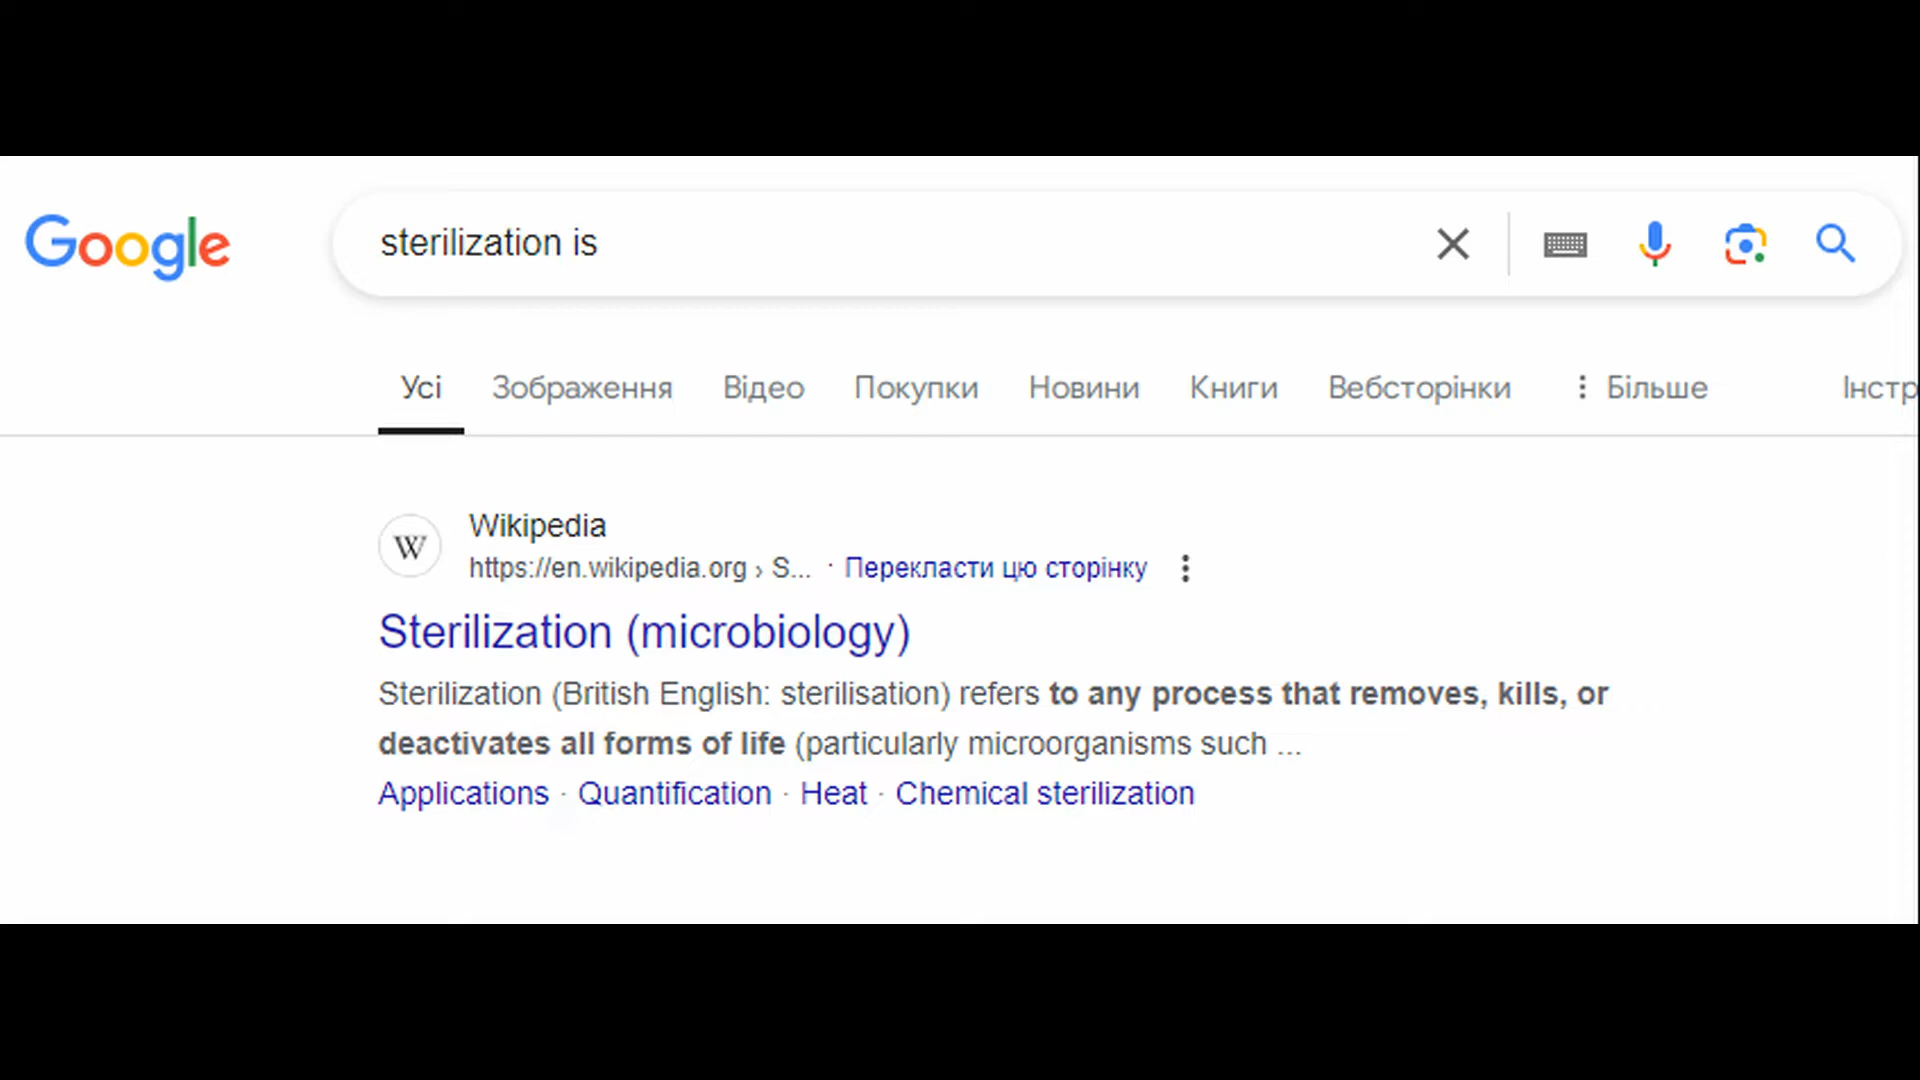 Google
sterilization is
Усі Зображення Відео Покупки Новини Книги Вебсторінки Більше Інстр
W
Wikipedia
https://en.wikipedia.org › S... · Перекласти цю сторінку
Sterilization (microbiology)
Sterilization (British English: sterilisation) refers to any process that removes, kills, or
deactivates all forms of life (particularly microorganisms such ...
Applications · Quantification · Heat · Chemical sterilization